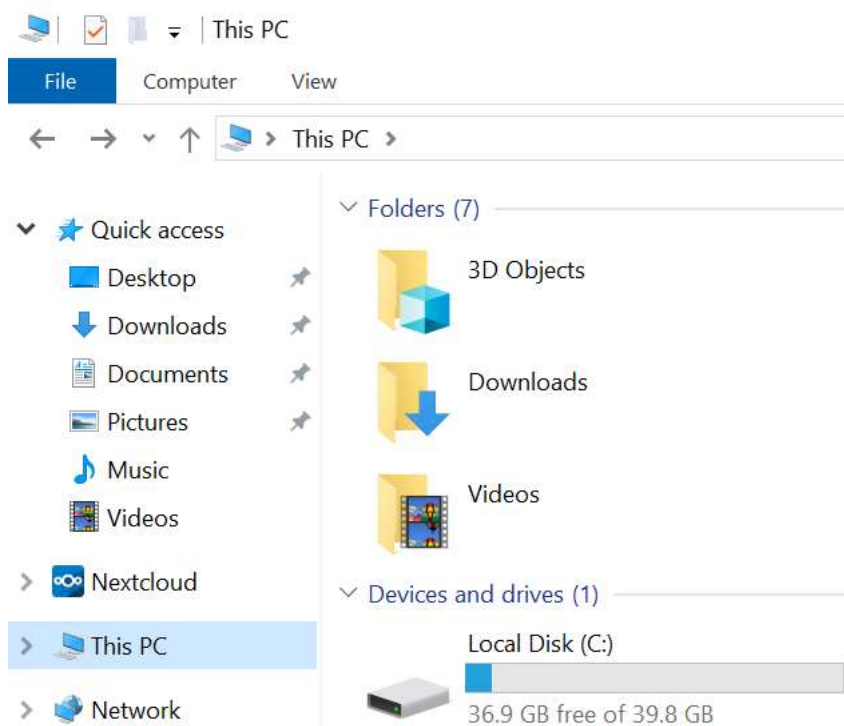 This PC
File Computer View
This PC
Quick access
Desktop
Downloads
Documents
Pictures
Music
Videos
Nextcloud
This PC
Network
Folders (7)
3D Objects
Downloads
Videos
Devices and drives (1)
Local Disk (C:)
36.9 GB free of 39.8 GB